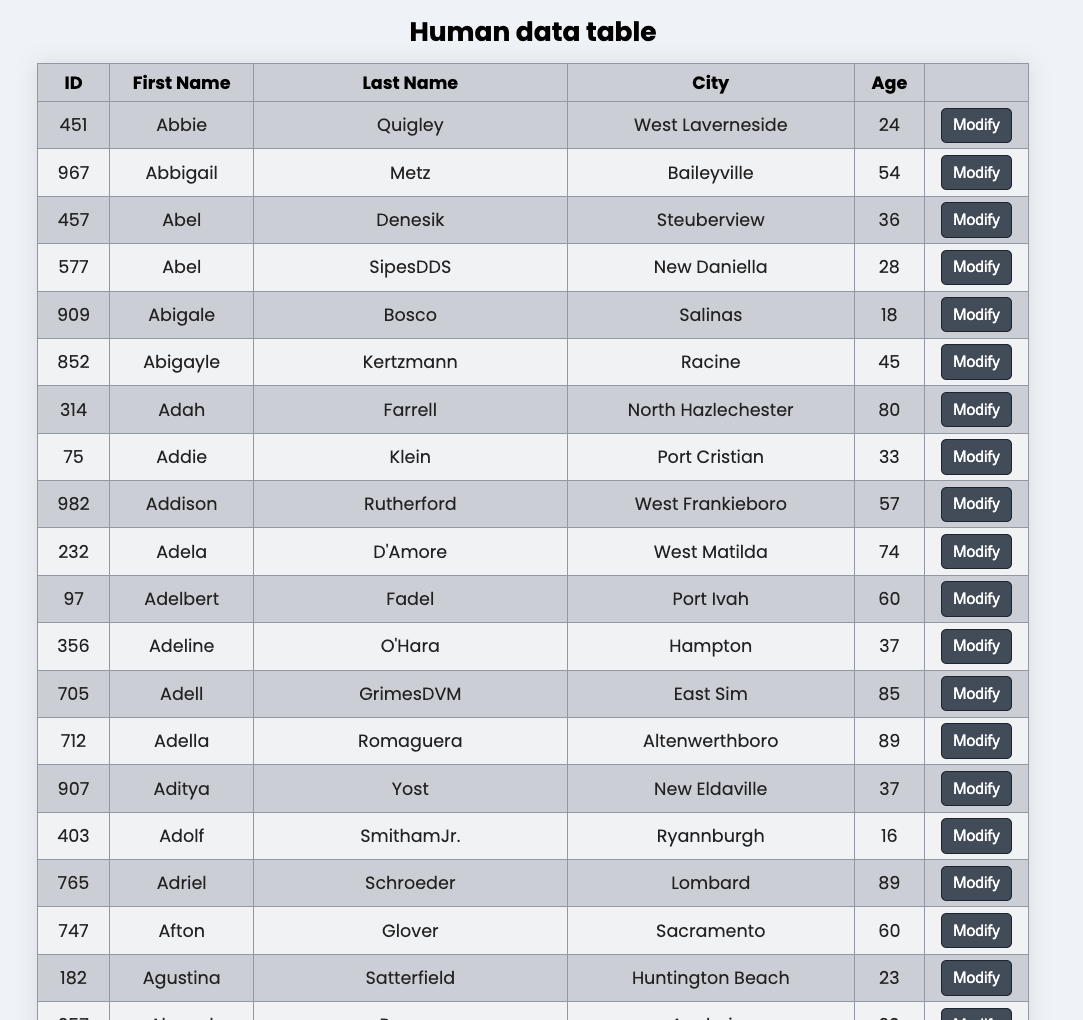 Human data table
ID First Name Last Name City Age
451 Abbie Quigley West Laverneside 24 Modify
967 Abbigail Metz Baileyville 54 Modify
457 Abel Denesik Steuberview 36 Modify
577 Abel SipesDDS New Daniella 28 Modify
909 Abigale Bosco Salinas 18 Modify
852 Abigayle Kertzmann Racine 45 Modify
314 Adah Farrell North Hazlechester 80 Modify
75 Addie Klein Port Cristian 33 Modify
982 Addison Rutherford West Frankieboro 57 Modify
232 Adela D'Amore West Matilda 74 Modify
97 Adelbert Fadel Port Ivah 60 Modify
356 Adeline O'Hara Hampton 37 Modify
705 Adell GrimesDVM East Sim 85 Modify
712 Adella Romaguera Altenwerthboro 89 Modify
907 Aditya Yost New Eldaville 37 Modify
403 Adolf SmithamJr. Ryannburgh 16 Modify
765 Adriel Schroeder Lombard 89 Modify
747 Afton Glover Sacramento 60 Modify
182 Agustina Satterfield Huntington Beach 23 Modify